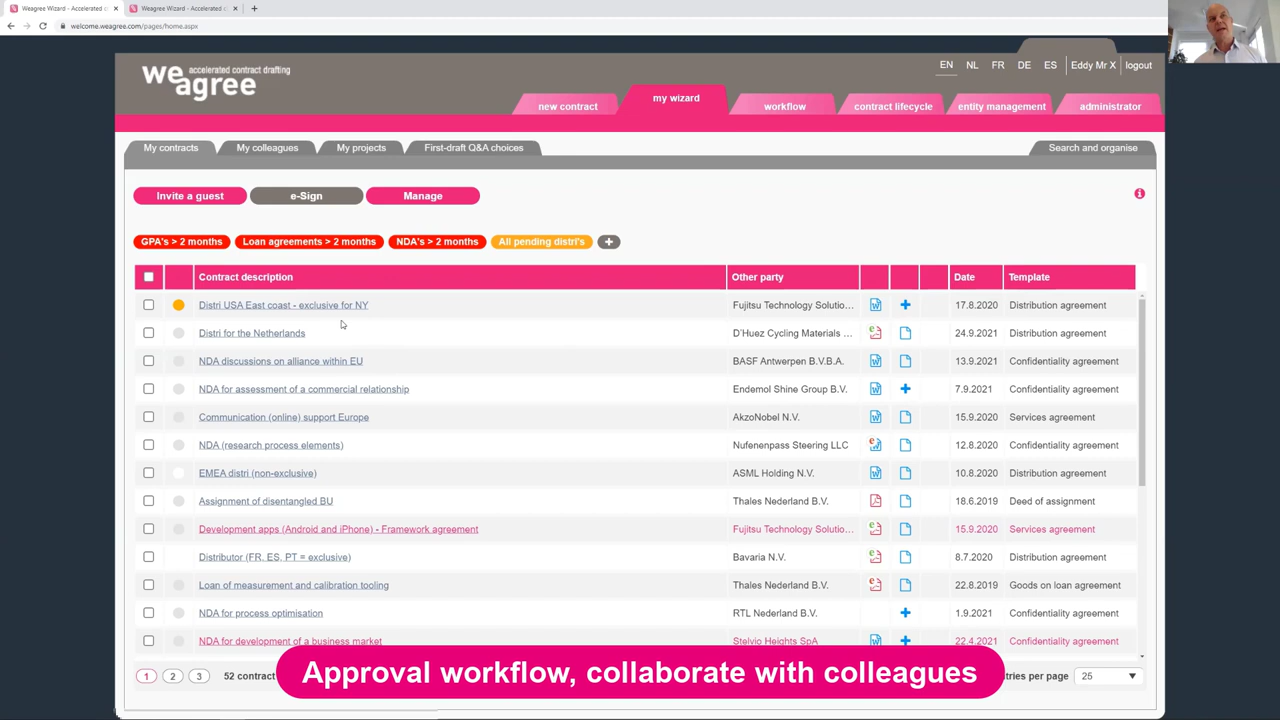 Weagree Wizard - Accelerated c
Weagree Wizard - Accelerated co
welcome.weagree.com/pages/home.aspx
we agree accelerated contract drafting
EN NL FR DE ES Eddy Mr X logout
new contract my wizard workflow contract lifecycle entity management administrator
My contracts My colleagues My projects First-draft Q&A choices Search and organise
Invite a guest e-Sign Manage
GPA's > 2 months Loan agreements > 2 months NDA's > 2 months All pending distri's
Contract description Other party Date Template
Distri USA East coast - exclusive for NY Fujitsu Technology Solutio... 17.8.2020 Distribution agreement
Distri for the Netherlands D'Huez Cycling Materials ... 24.9.2021 Distribution agreement
NDA discussions on alliance within EU BASF Antwerpen B.V.B.A. 13.9.2021 Confidentiality agreement
NDA for assessment of a commercial relationship Endemol Shine Group B.V. 7.9.2021 Confidentiality agreement
Communication (online) support Europe AkzoNobel N.V. 15.9.2020 Services agreement
NDA (research process elements) Nufenenpass Steering LLC 12.8.2020 Confidentiality agreement
EMEA distri (non-exclusive) ASML Holding N.V. 10.8.2020 Distribution agreement
Assignment of disentangled BU Thales Nederland B.V. 18.6.2019 Deed of assignment
Development apps (Android and iPhone) - Framework agreement Fujitsu Technology Solutio... 15.9.2020 Services agreement
Distributor (FR, ES, PT = exclusive) Bavaria N.V. 8.7.2020 Distribution agreement
Loan of measurement and calibration tooling Thales Nederland B.V. 22.8.2019 Goods on loan agreement
NDA for process optimisation RTL Nederland B.V. 1.9.2021 Confidentiality agreement
NDA for development of a business market Stelvio Heights SpA 22.4.2021 Confidentiality agreement
1 2 3 52 contract ntries per page 25
Approval workflow, collaborate with colleagues